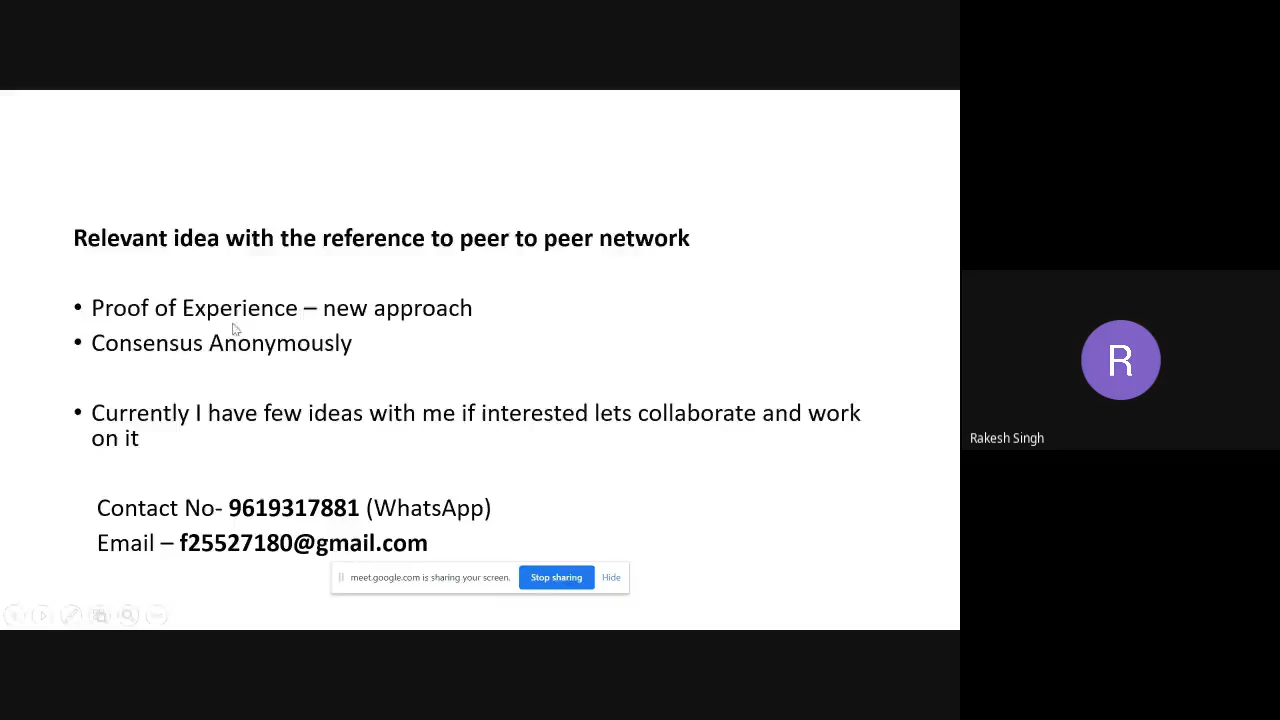 Relevant idea with the reference to peer to peer network
• Proof of Experience – new approach
• Consensus Anonymously
• Currently I have few ideas with me if interested lets collaborate and work
on it
Contact No- 9619317881 (WhatsApp)
Email – f25527180@gmail.com
meet.google.com is sharing your screen. Stop sharing Hide
R
Rakesh Singh